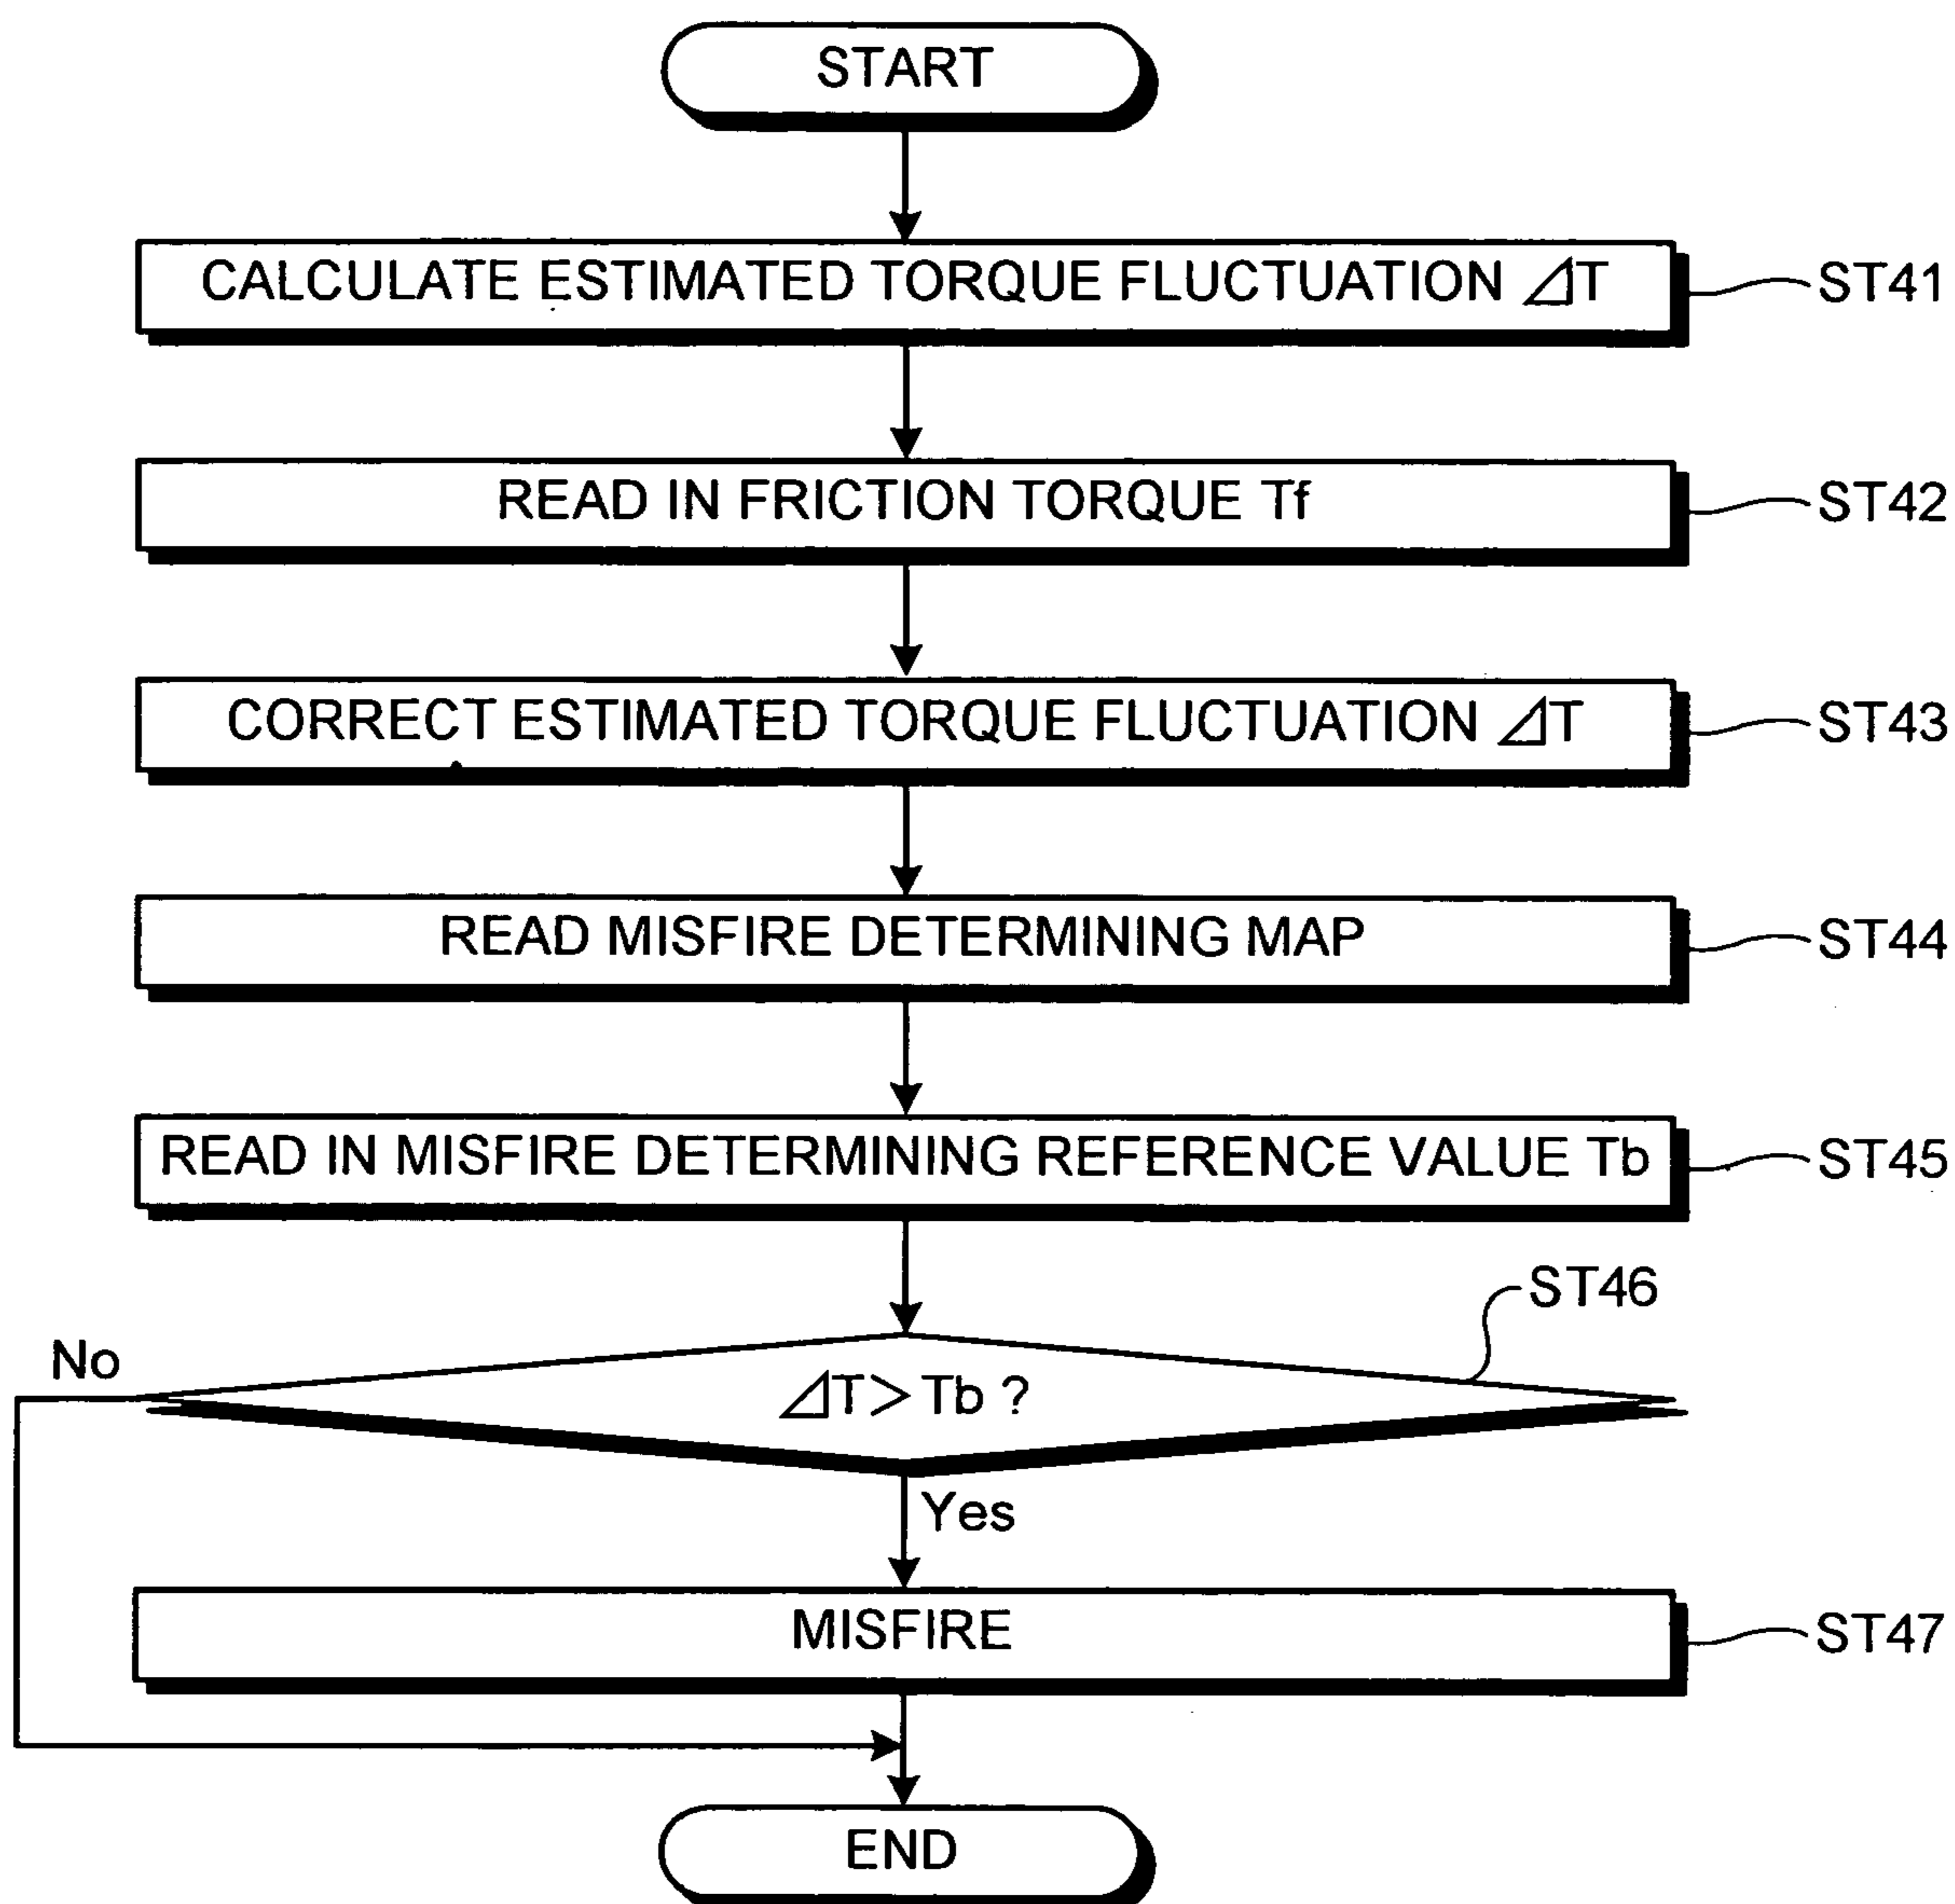 START
CALCULATE ESTIMATED TORQUE FLUCTUATION ⊿T
ST41
READ IN FRICTION TORQUE Tf
ST42
CORRECT ESTIMATED TORQUE FLUCTUATION ⊿T
ST43
READ MISFIRE DETERMINING MAP
ST44
READ IN MISFIRE DETERMINING REFERENCE VALUE Tb
ST45
ST46
No
⊿T > Tb ?
Yes
MISFIRE
ST47
END